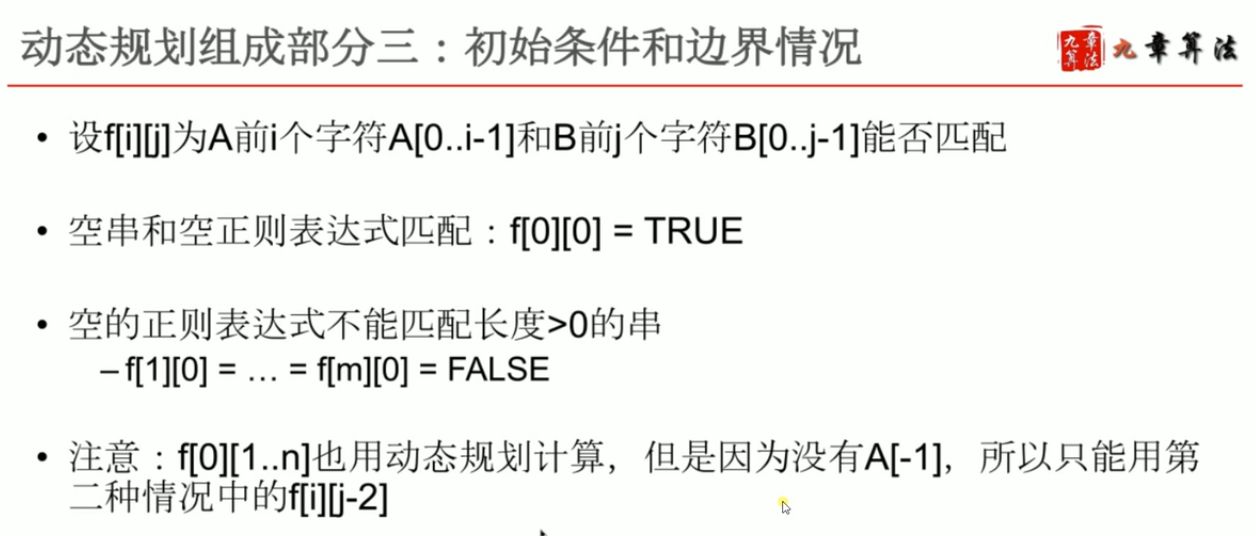 动态规划组成部分三：初始条件和边界情况
九章算法
九章算法
• 设f[i][j]为A前i个字符A[0..i-1]和B前j个字符B[0..j-1]能否匹配
• 空串和空正则表达式匹配：f[0][0] = TRUE
• 空的正则表达式不能匹配长度>0的串
– f[1][0] = … = f[m][0] = FALSE
• 注意：f[0][1..n]也用动态规划计算，但是因为没有A[-1]，所以只能用第
二种情况中的f[i][j-2]